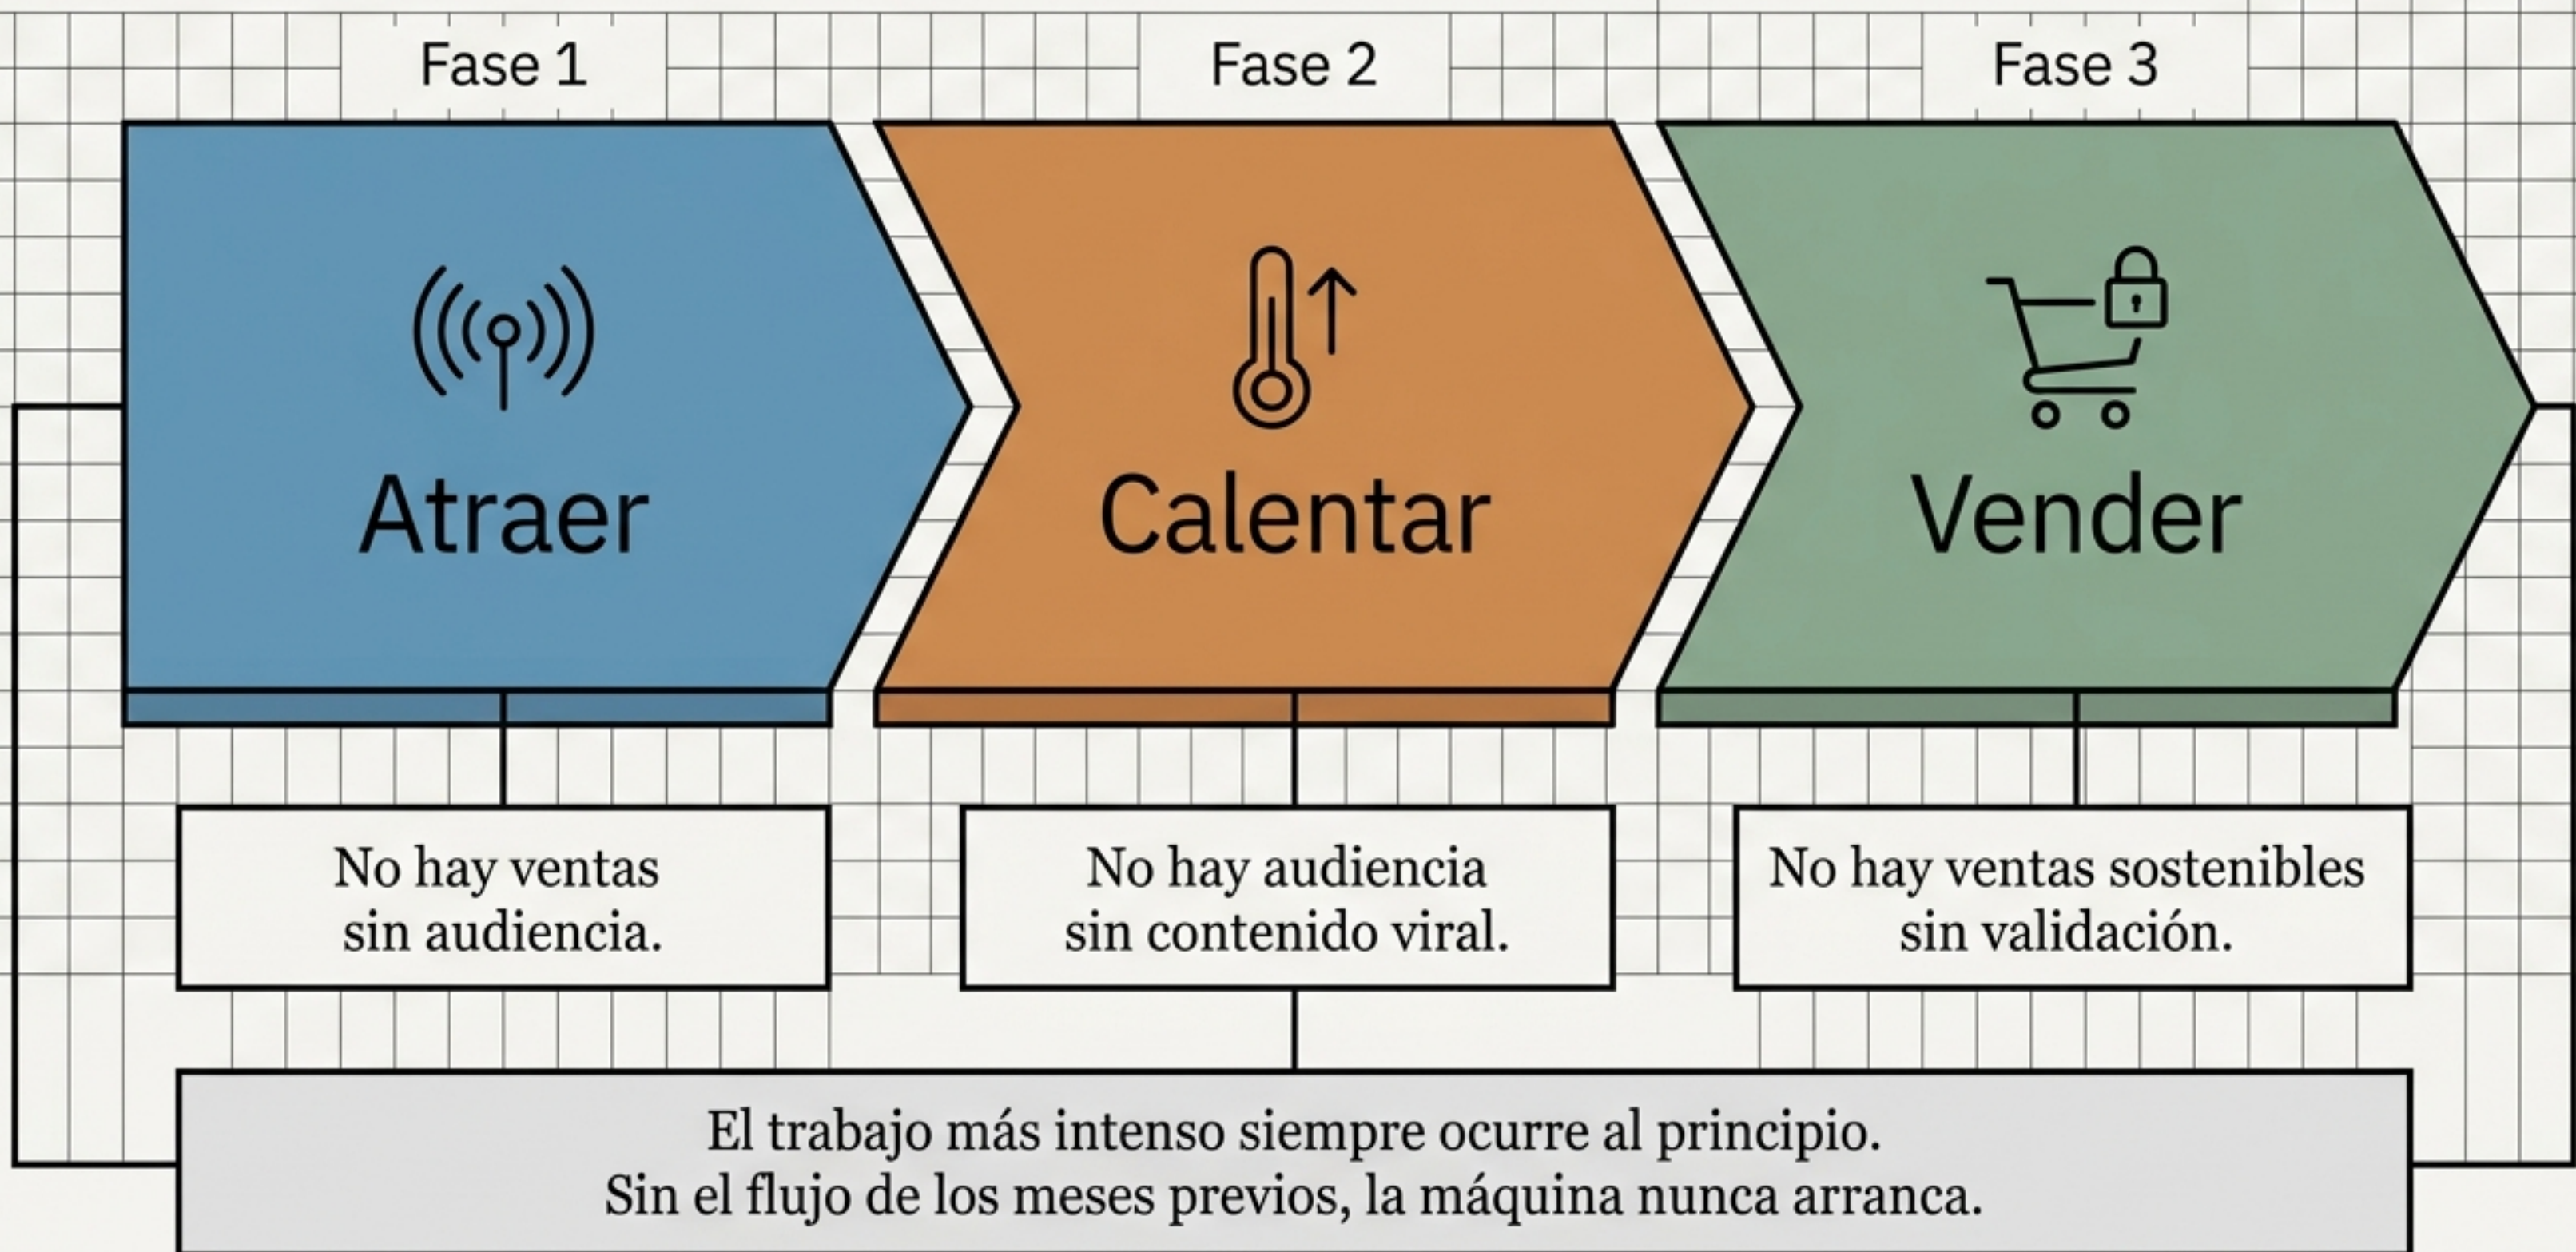 Fase 1
Fase 2
Fase 3
Atraer
Calentar
Vender
No hay ventas
sin audiencia.
No hay audiencia
sin contenido viral.
No hay ventas sostenibles
sin validación.
El trabajo más intenso siempre ocurre al principio.
Sin el flujo de los meses previos, la máquina nunca arranca.